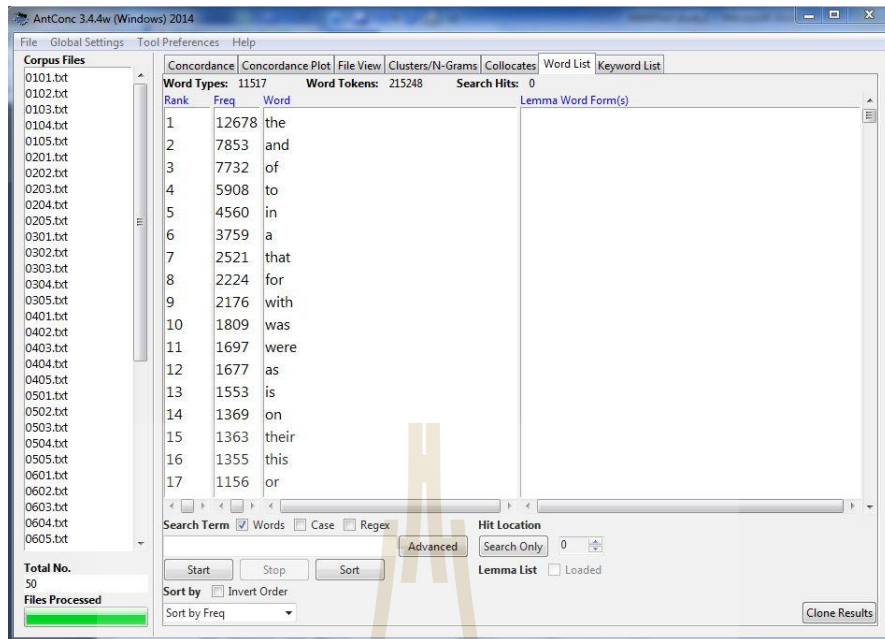 AntConc 3.4.4w (Windows) 2014
File Global Settings Tool Preferences Help
Corpus Files
0101.txt
0102.txt
0103.txt
0104.txt
0105.txt
0201.txt
0202.txt
0203.txt
0204.txt
0205.txt
0301.txt
0302.txt
0303.txt
0304.txt
0305.txt
0401.txt
0402.txt
0403.txt
0404.txt
0405.txt
0501.txt
0502.txt
0503.txt
0504.txt
0505.txt
0601.txt
0602.txt
0603.txt
0604.txt
0605.txt
Total No.
50
Files Processed
Concordance Concordance Plot File View Clusters/N-Grams Collocates Word List Keyword List
Word Types: 11517 Word Tokens: 215248 Search Hits: 0
Rank Freq Word Lemma Word Form(s)
1 12678 the
2 7853 and
3 7732 of
4 5908 to
5 4560 in
6 3759 a
7 2521 that
8 2224 for
9 2176 with
10 1809 was
11 1697 were
12 1677 as
13 1553 is
14 1369 on
15 1363 their
16 1355 this
17 1156 or
Search Term Words Case Regex Hit Location
Advanced Search Only 0
Start Stop Sort Lemma List Loaded
Sort by Invert Order
Sort by Freq Clone Results